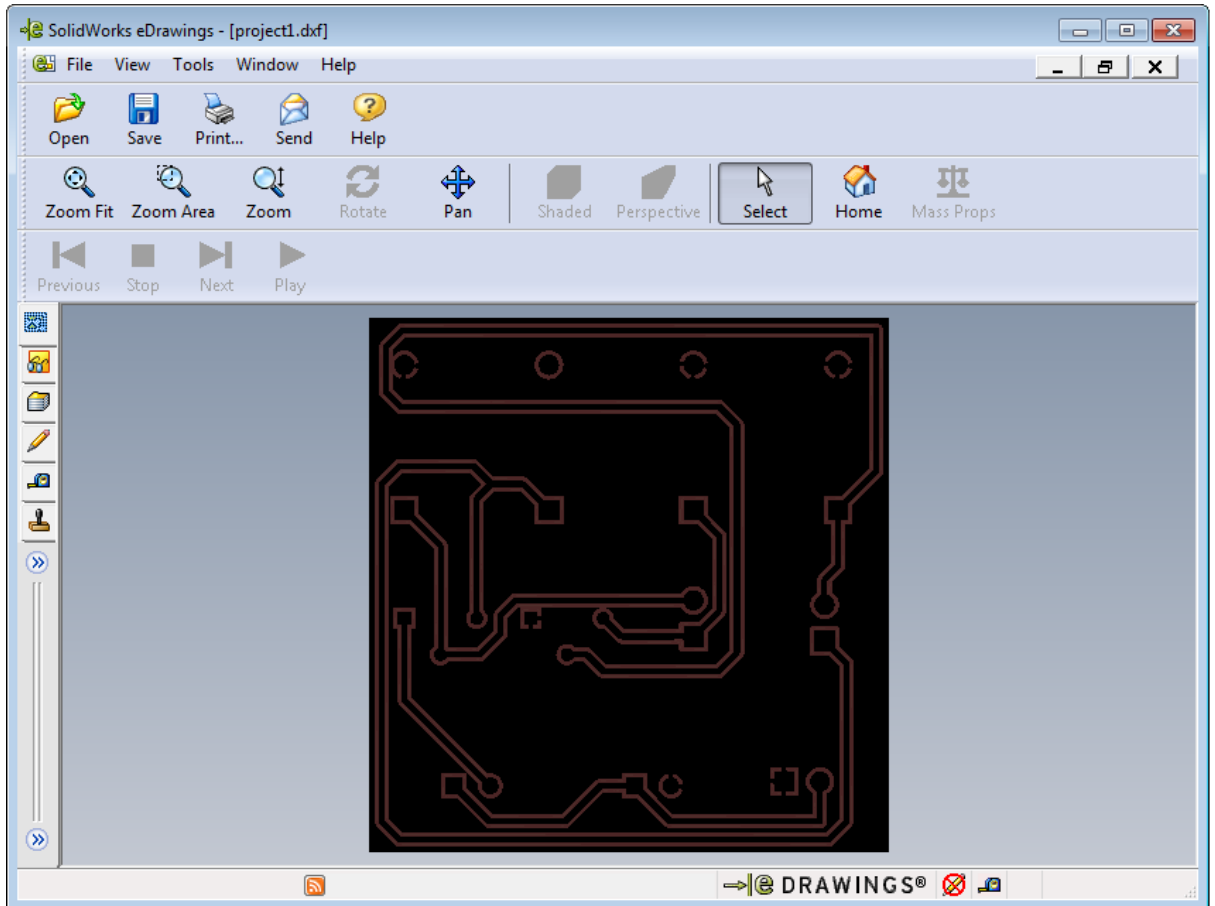 SolidWorks eDrawings - [project1.dxf]
File View Tools Window Help
Open Save Print... Send Help
Zoom Fit Zoom Area Zoom Rotate Pan Shaded Perspective Select Home Mass Props
Previous Stop Next Play
e DRAWINGS®